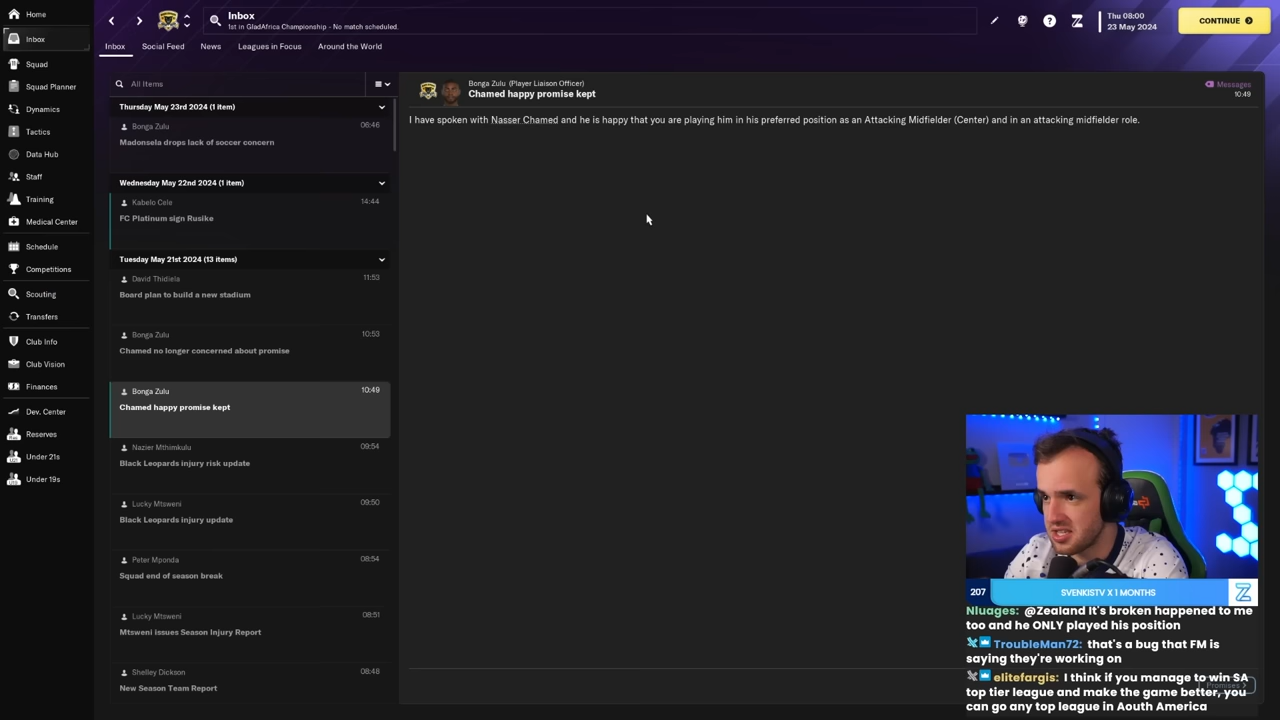 Home
Inbox
Squad
Squad Planner
Dynamics
Tactics
Data Hub
Staff
Training
Medical Center
Schedule
Competitions
Scouting
Transfers
Club Info
Club Vision
Finances
Dev. Center
Reserves
Under 21s
Under 19s
Inbox
1st in GladAfrica Championship - No match scheduled.
Thu 08:00
23 May 2024
CONTINUE
Inbox
Social Feed
News
Leagues in Focus
Around the World
All Items
Thursday May 23rd 2024 (1 item)
Bonga Zulu
06:46
Madonsela drops lack of soccer concern
Wednesday May 22nd 2024 (1 item)
Kabelo Cele
14:44
FC Platinum sign Rusike
Tuesday May 21st 2024 (13 items)
David Thidiela
11:53
Board plan to build a new stadium
Bonga Zulu
10:53
Chamed no longer concerned about promise
Bonga Zulu
10:49
Chamed happy promise kept
Nazier Mthimkulu
09:54
Black Leopards injury risk update
Lucky Mtsweni
09:50
Black Leopards injury update
Peter Mponda
08:54
Squad end of season break
Lucky Mtsweni
08:51
Mtsweni issues Season Injury Report
Shelley Dickson
08:48
New Season Team Report
Bonga Zulu (Player Liaison Officer)
Chamed happy promise kept
Messages
10:49
I have spoken with Nasser Chamed and he is happy that you are playing him in his preferred position as an Attacking Midfielder (Center) and in an attacking midfielder role.
207
SVENKISTV X 1 MONTHS
Nluages: @Zealand It's broken happened to me
too and he ONLY played his position
TroubleMan72: that's a bug that FM is
saying they're working on
elitefargis: I think if you manage to win SA
top tier league and make the game better, you
can go any top league in Aouth America
Promises